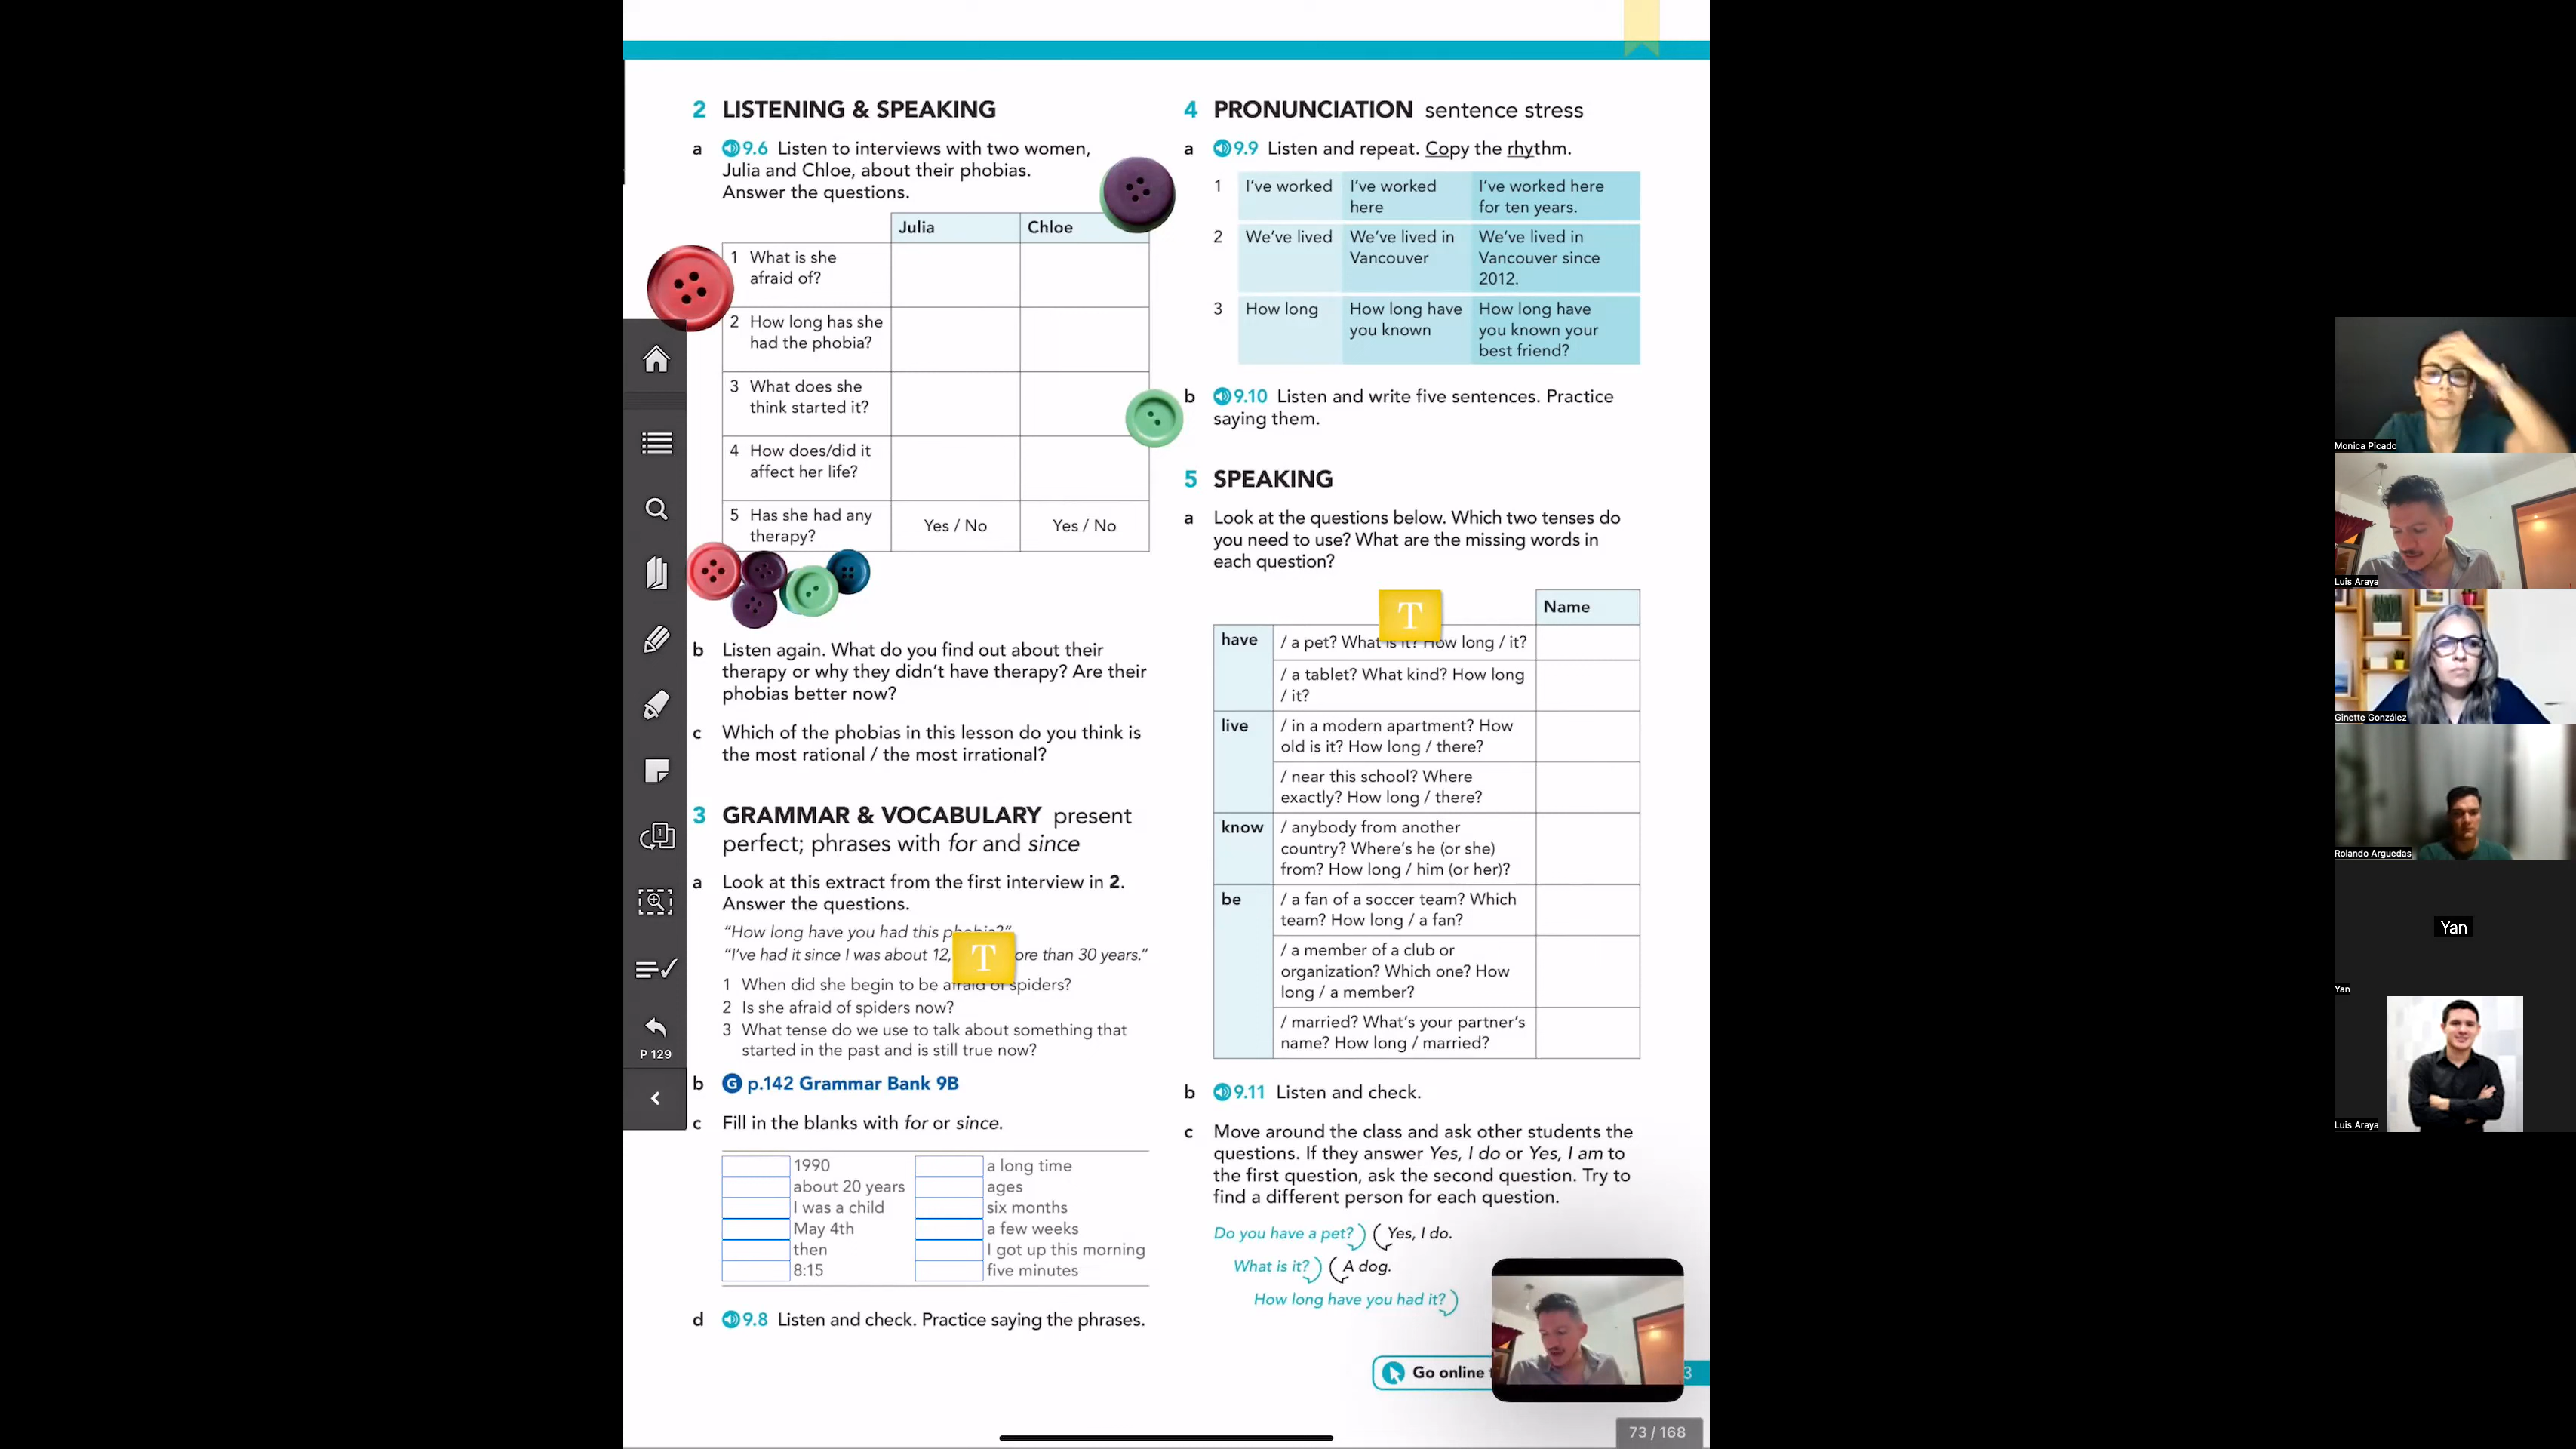 2 LISTENING & SPEAKING
a 9.6 Listen to interviews with two women,
Julia and Chloe, about their phobias.
Answer the questions.
Julia Chloe
1 What is she
afraid of?
2 How long has she
had the phobia?
3 What does she
think started it?
4 How does/did it
affect her life?
5 Has she had any
therapy?
Yes / No Yes / No
b Listen again. What do you find out about their
therapy or why they didn't have therapy? Are their
phobias better now?
c Which of the phobias in this lesson do you think is
the most rational / the most irrational?
3 GRAMMAR & VOCABULARY present
perfect; phrases with for and since
a Look at this extract from the first interview in 2.
Answer the questions.
"How long have you had this phobia?"
"I've had it since I was about 12, ore than 30 years."
T
1 When did she begin to be afraid of spiders?
2 Is she afraid of spiders now?
3 What tense do we use to talk about something that
started in the past and is still true now?
b G p.142 Grammar Bank 9B
c Fill in the blanks with for or since.
1990 a long time
about 20 years ages
I was a child six months
May 4th a few weeks
then I got up this morning
8:15 five minutes
d 9.8 Listen and check. Practice saying the phrases.
P 129
1
4 PRONUNCIATION sentence stress
a 9.9 Listen and repeat. Copy the rhythm.
1 I've worked I've worked here I've worked here for ten years.
2 We've lived We've lived in Vancouver We've lived in Vancouver since 2012.
3 How long How long have you known How long have you known your best friend?
b 9.10 Listen and write five sentences. Practice
saying them.
5 SPEAKING
a Look at the questions below. Which two tenses do
you need to use? What are the missing words in
each question?
T
Name
have / a pet? What is it? How long / it?
/ a tablet? What kind? How long
/ it?
live / in a modern apartment? How
old is it? How long / there?
/ near this school? Where
exactly? How long / there?
know / anybody from another
country? Where's he (or she)
from? How long / him (or her)?
be / a fan of a soccer team? Which
team? How long / a fan?
/ a member of a club or
organization? Which one? How
long / a member?
/ married? What's your partner's
name? How long / married?
b 9.11 Listen and check.
c Move around the class and ask other students the
questions. If they answer Yes, I do or Yes, I am to
the first question, ask the second question. Try to
find a different person for each question.
Do you have a pet? Yes, I do.
What is it? A dog.
How long have you had it?
Go online
3
73 / 168
Monica Picado
Luis Araya
Ginette González
Rolando Arguedas
Yan
Yan
Luis Araya